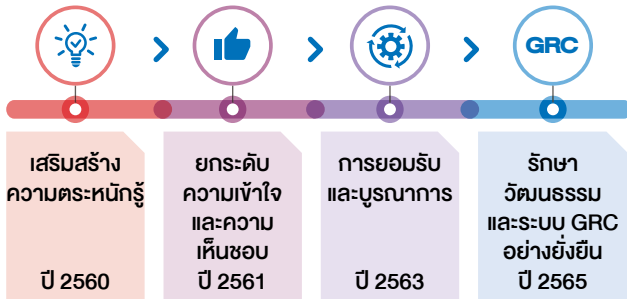 GRC
เสริมสร้าง
ความตระหนักรู้
ปี 2560
ยกระดับ
ความเข้าใจ
และความ
เห็นชอบ
ปี 2561
การยอมรับ
และบูรณาการ
ปี 2563
รักษา
วัฒนธรรม
และระบบ GRC
อย่างยั่งยืน
ปี 2565